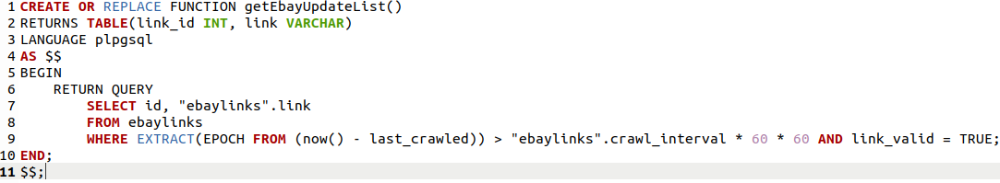 1 CREATE OR REPLACE FUNCTION getEbayUpdateList()
2 RETURNS TABLE(link_id INT, link VARCHAR)
3 LANGUAGE plpgsql
4 AS $$
5 BEGIN
6     RETURN QUERY
7         SELECT id, "ebaylinks".link
8         FROM ebaylinks
9         WHERE EXTRACT(EPOCH FROM (now() - last_crawled)) > "ebaylinks".crawl_interval * 60 * 60 AND link_valid = TRUE;
10 END;
11 $$;